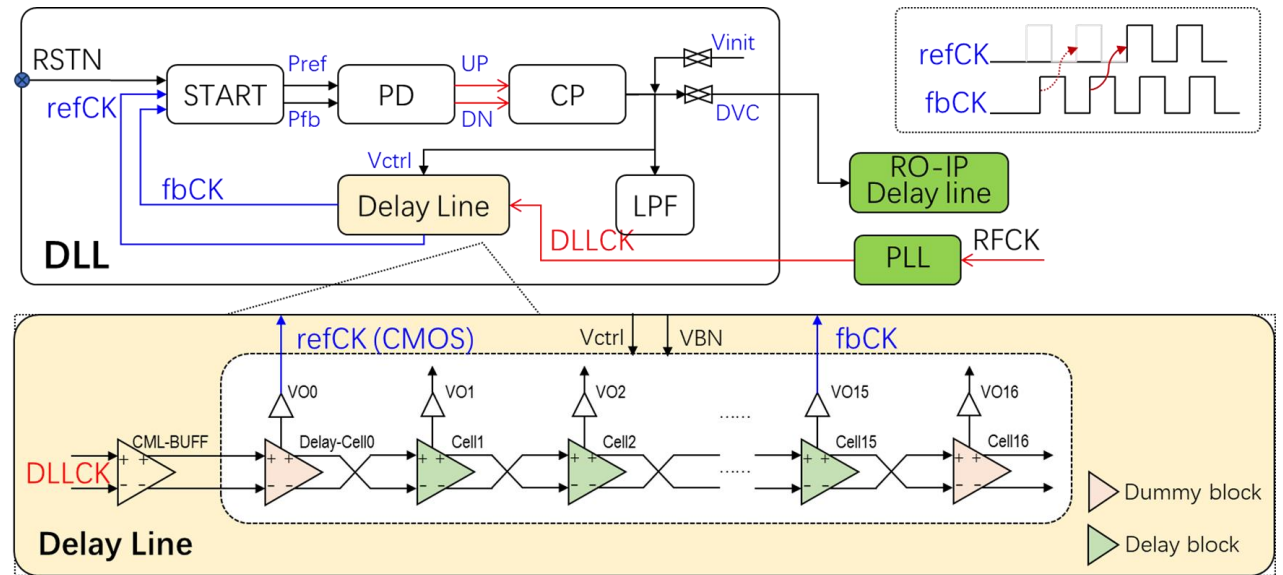 RSTN
refCK
START
Pref
Pfb
PD
UP
DN
CP
Vinit
DVC
Vctrl
fbCK
Delay Line
LPF
DLLCK
DLL
refCK
fbCK
RO-IP
Delay line
PLL
RFCK
refCK (CMOS)
Vctrl
VBN
fbCK
VO0
VO1
VO2
......
VO15
VO16
CML-BUFF
Delay-Cell0
Cell1
Cell2
......
Cell15
Cell16
DLLCK
+ +
- -
+ +
- -
+ +
- -
+ +
- -
+ +
- -
+ +
- -
Dummy block
Delay block
Delay Line